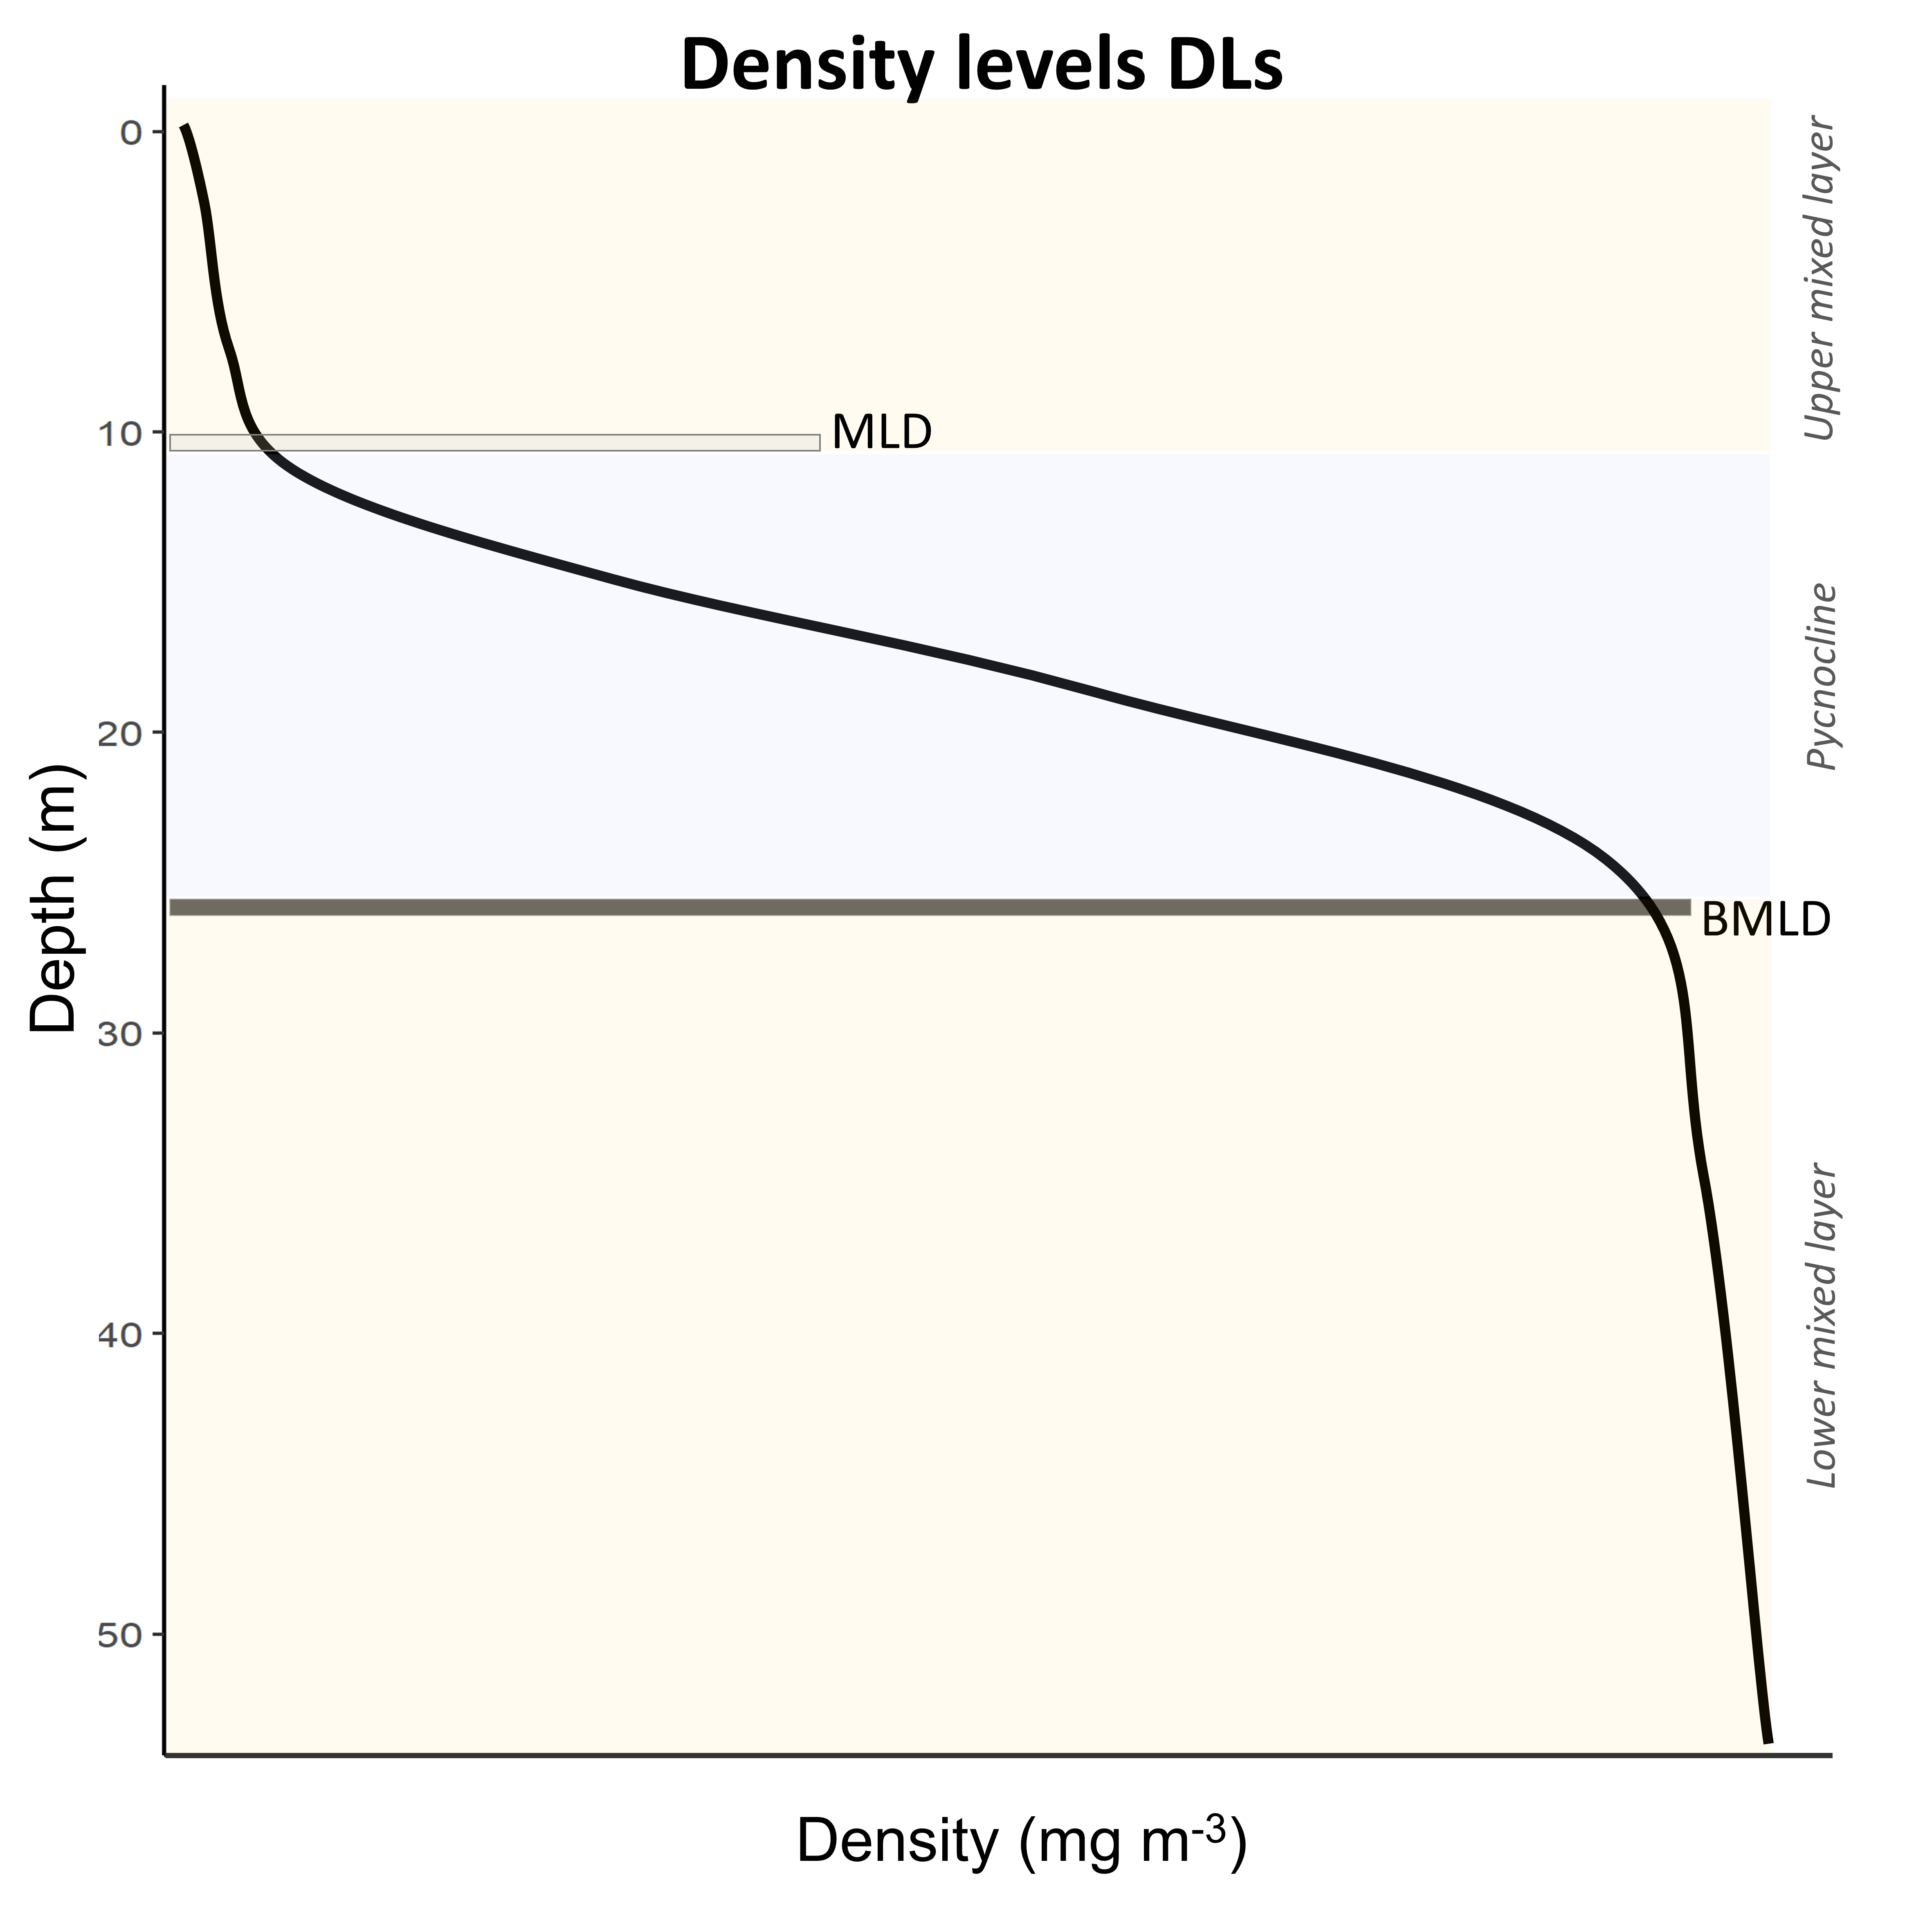 Density levels DLs
0
10
20
30
40
50
Depth (m)
MLD
BMLD
Upper mixed layer
Pycnocline
Lower mixed layer
Density (mg m⁻³)